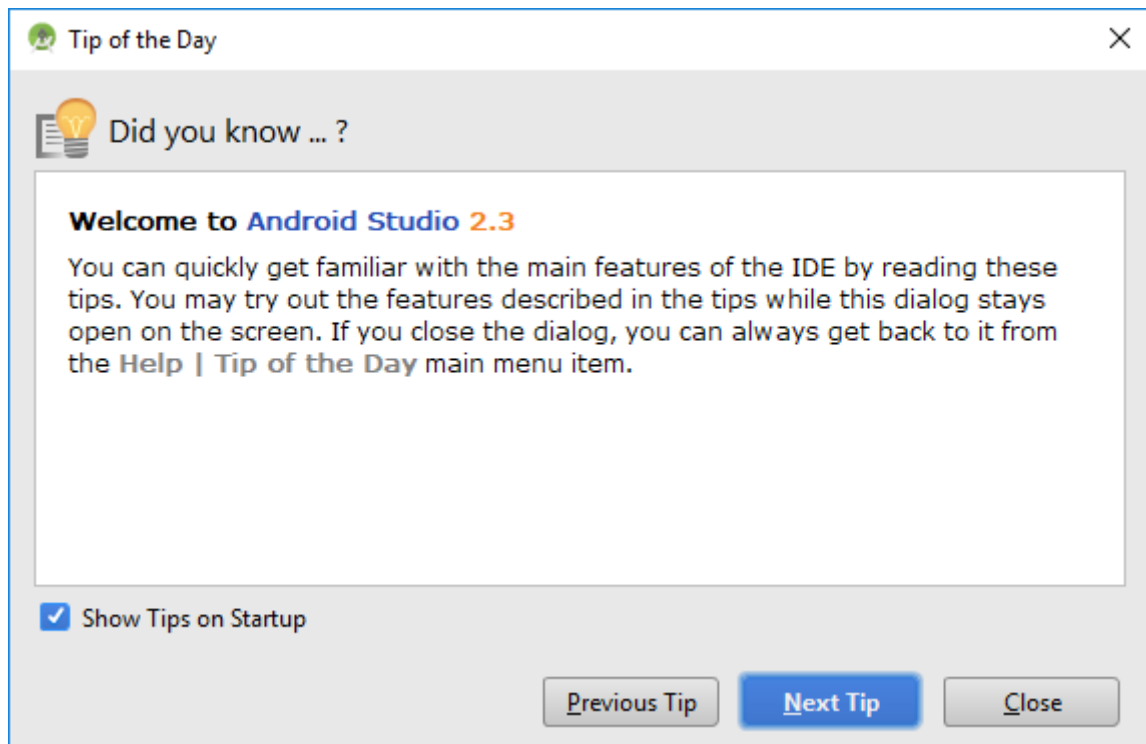 Tip of the Day
Did you know ... ?
Welcome to Android Studio 2.3
You can quickly get familiar with the main features of the IDE by reading these
tips. You may try out the features described in the tips while this dialog stays
open on the screen. If you close the dialog, you can always get back to it from
the Help | Tip of the Day main menu item.
Show Tips on Startup
Previous Tip
Next Tip
Close